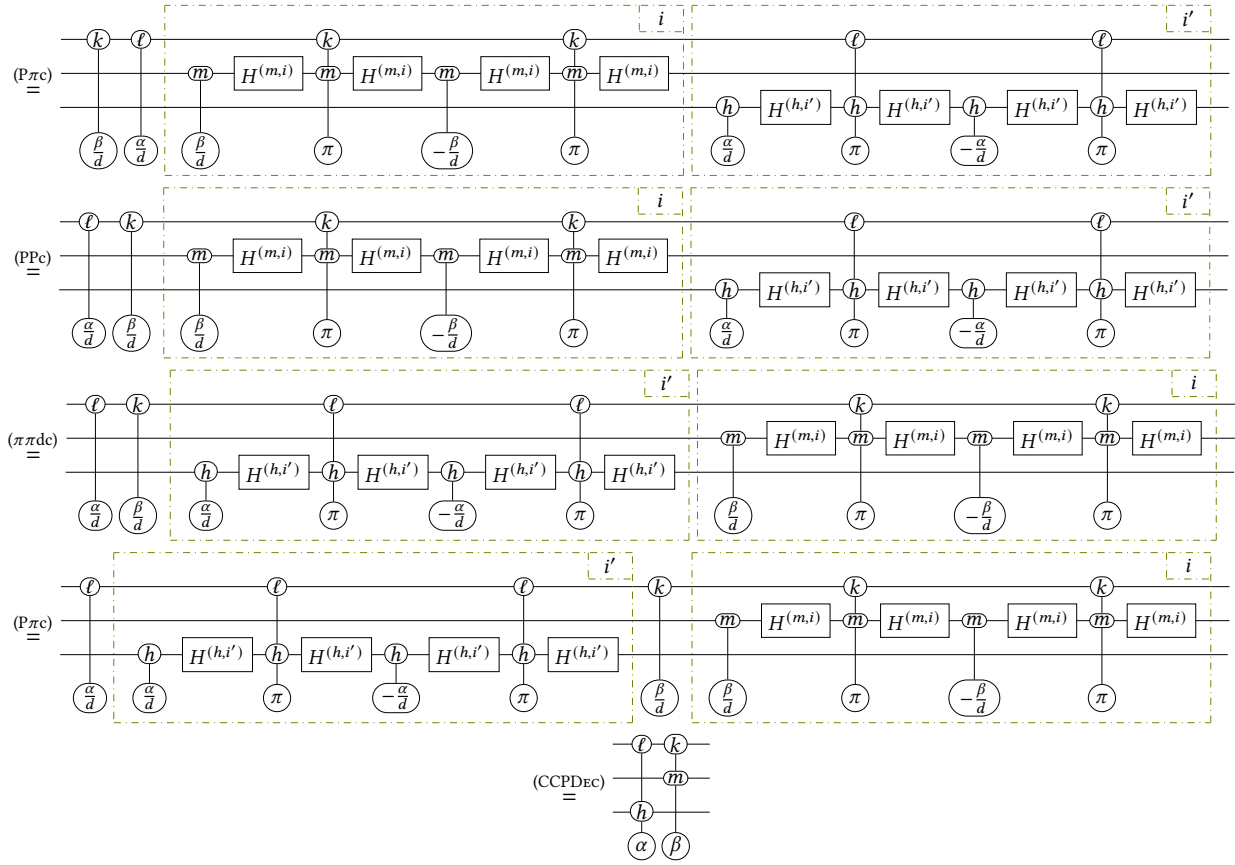 i i′
k ℓ k k ℓ ℓ
(Pπc) = m H^{(m,i)} m H^{(m,i)} m H^{(m,i)} m H^{(m,i)}
h H^{(h,i′)} h H^{(h,i′)} h H^{(h,i′)} h H^{(h,i′)}
β/d α/d β/d π −β/d π α/d π −α/d π
i i′
ℓ k k k ℓ ℓ
(PPc) = m H^{(m,i)} m H^{(m,i)} m H^{(m,i)} m H^{(m,i)}
h H^{(h,i′)} h H^{(h,i′)} h H^{(h,i′)} h H^{(h,i′)}
α/d β/d β/d π −β/d π α/d π −α/d π
i′ i
ℓ k ℓ ℓ k k
(ππdc) = m H^{(m,i)} m H^{(m,i)} m H^{(m,i)} m H^{(m,i)}
h H^{(h,i′)} h H^{(h,i′)} h H^{(h,i′)} h H^{(h,i′)}
α/d β/d α/d π −α/d π β/d π −β/d π
i′ i
ℓ ℓ ℓ k k k
(Pπc) = m H^{(m,i)} m H^{(m,i)} m H^{(m,i)} m H^{(m,i)}
h H^{(h,i′)} h H^{(h,i′)} h H^{(h,i′)} h H^{(h,i′)}
α/d α/d π −α/d π β/d β/d π −β/d π
ℓ k
(CCPDec) = m
h
α β